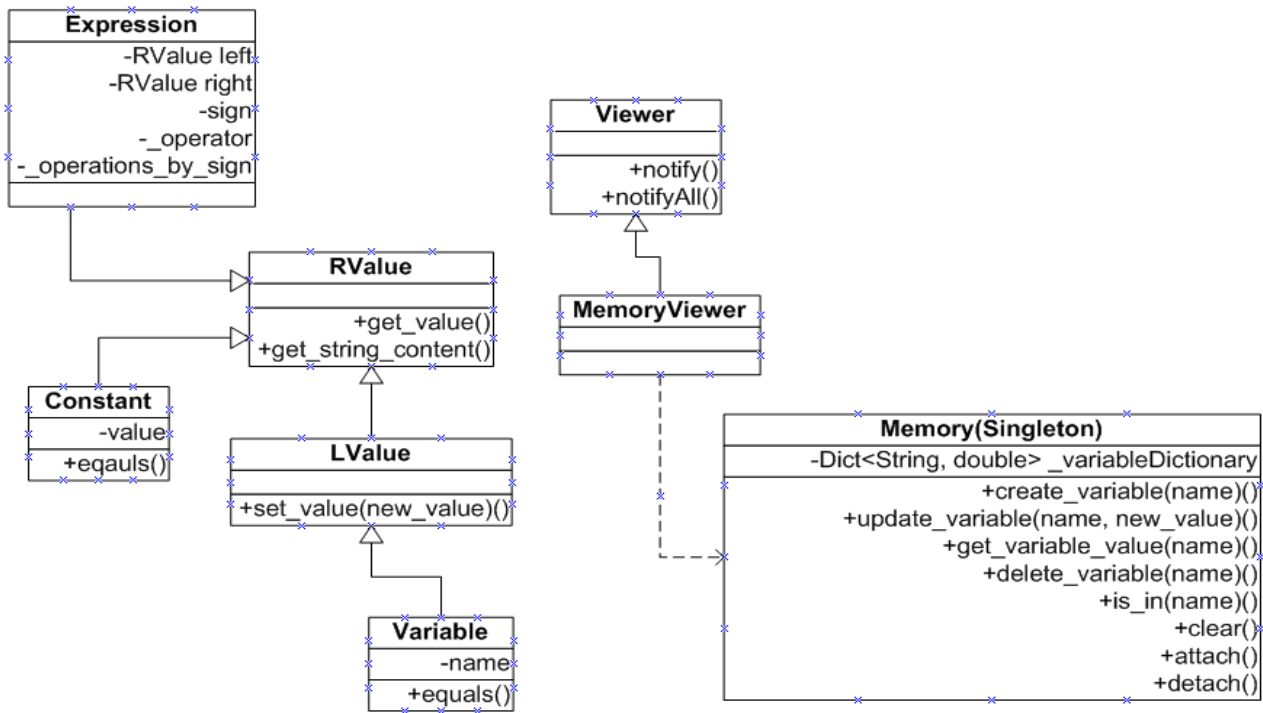 Expression
-RValue left
-RValue right
-sign
-_operator
-_operations_by_sign
Viewer
+notify()
+notifyAll()
RValue
+get_value()
+get_string_content()
MemoryViewer
Constant
-value
+eqauls()
LValue
+set_value(new_value)()
Memory(Singleton)
-Dict<String, double> _variableDictionary
+create_variable(name)()
+update_variable(name, new_value)()
+get_variable_value(name)()
+delete_variable(name)()
+is_in(name)()
+clear()
+attach()
+detach()
Variable
-name
+equals()